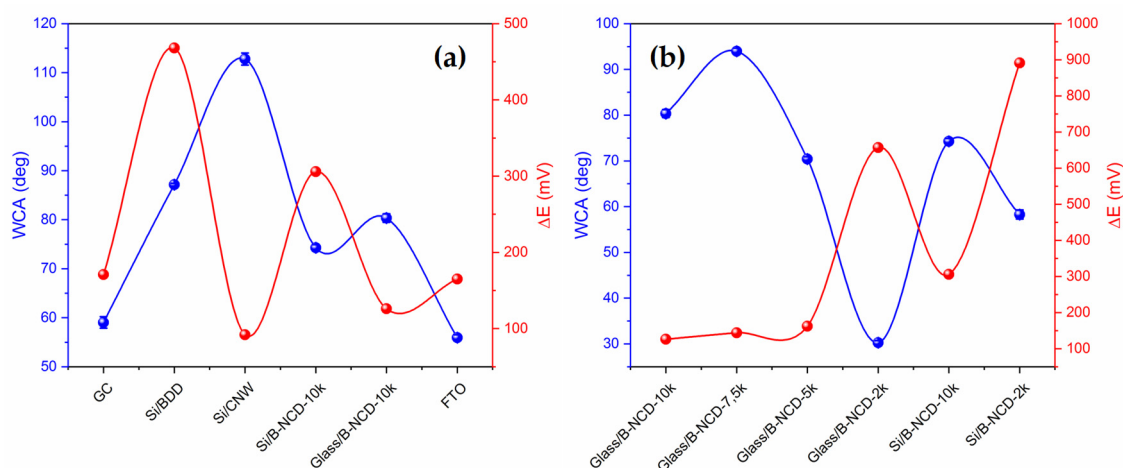 (a)
WCA (deg)
120
110
100
90
80
70
60
50
500
400
300
200
100
ΔE (mV)
GC
Si/BDD
Si/CNW
Si/B-NCD-10k
Glass/B-NCD-10k
FTO
(b)
WCA (deg)
100
90
80
70
60
50
40
30
1000
900
800
700
600
500
400
300
200
100
ΔE (mV)
Glass/B-NCD-10k
Glass/B-NCD-7,5k
Glass/B-NCD-5k
Glass/B-NCD-2k
Si/B-NCD-10k
Si/B-NCD-2k